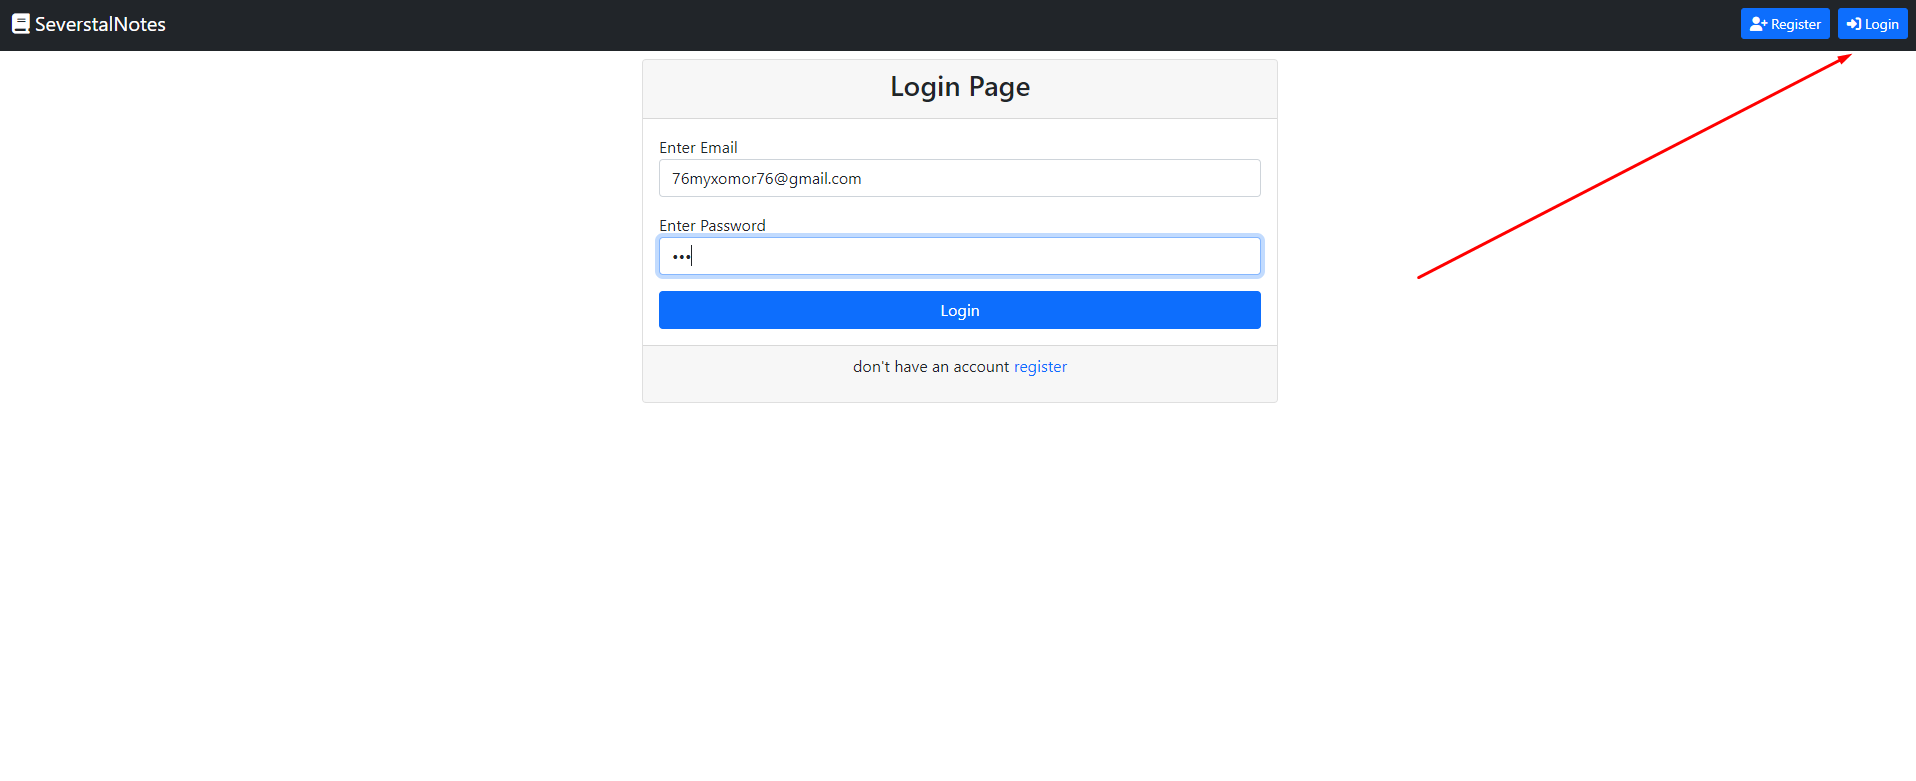 SeverstalNotes
Register
Login
Login Page
Enter Email
76myxomor76@gmail.com
Enter Password
•••
Login
don't have an account register